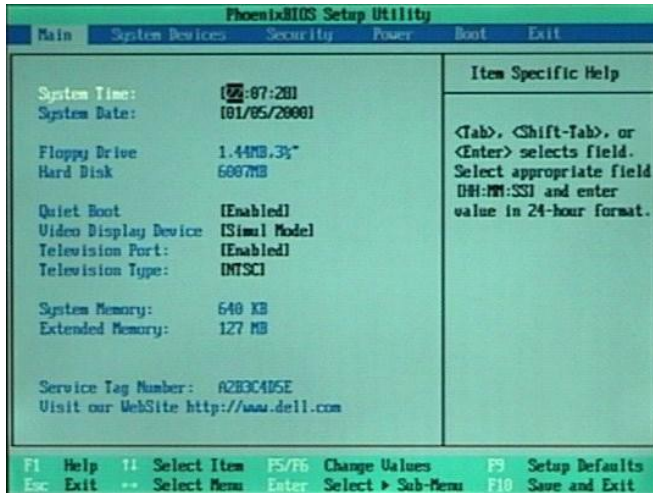 PhoenixBIOS Setup Utility
Main System Devices Security Power Boot Exit
Item Specific Help
System Time: [22:07:28]
System Date: [01/05/2000]
<Tab>, <Shift-Tab>, or
<Enter> selects field.
Select appropriate field
[HH:MM:SS] and enter
value in 24-hour format.
Floppy Drive 1.44MB,3½"
Hard Disk 6007MB
Quiet Boot [Enabled]
Video Display Device [Simul Mode]
Television Port: [Enabled]
Television Type: [NTSC]
System Memory: 640 KB
Extended Memory: 127 MB
Service Tag Number: A2B3C4D5E
Visit our WebSite http://www.dell.com
F1 Help ↑↓ Select Item F5/F6 Change Values F9 Setup Defaults
Esc Exit ↔ Select Menu Enter Select ▶ Sub-Menu F10 Save and Exit